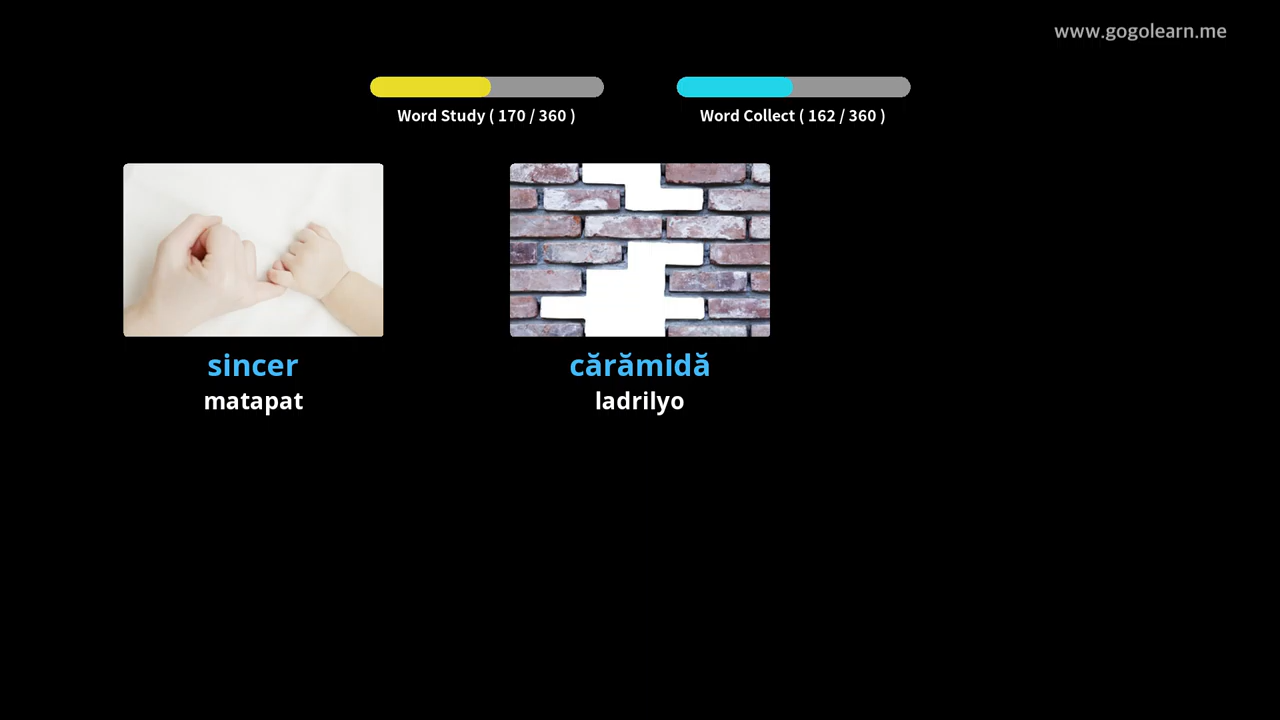 www.gogolearn.me
Word Study ( 170 / 360 )
Word Collect ( 162 / 360 )
sincer
matapat
cărămidă
ladrilyo